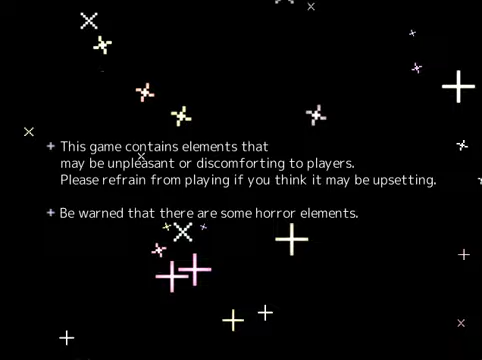 This game contains elements that
may be unpleasant or discomforting to players.
Please refrain from playing if you think it may be upsetting.
Be warned that there are some horror elements.